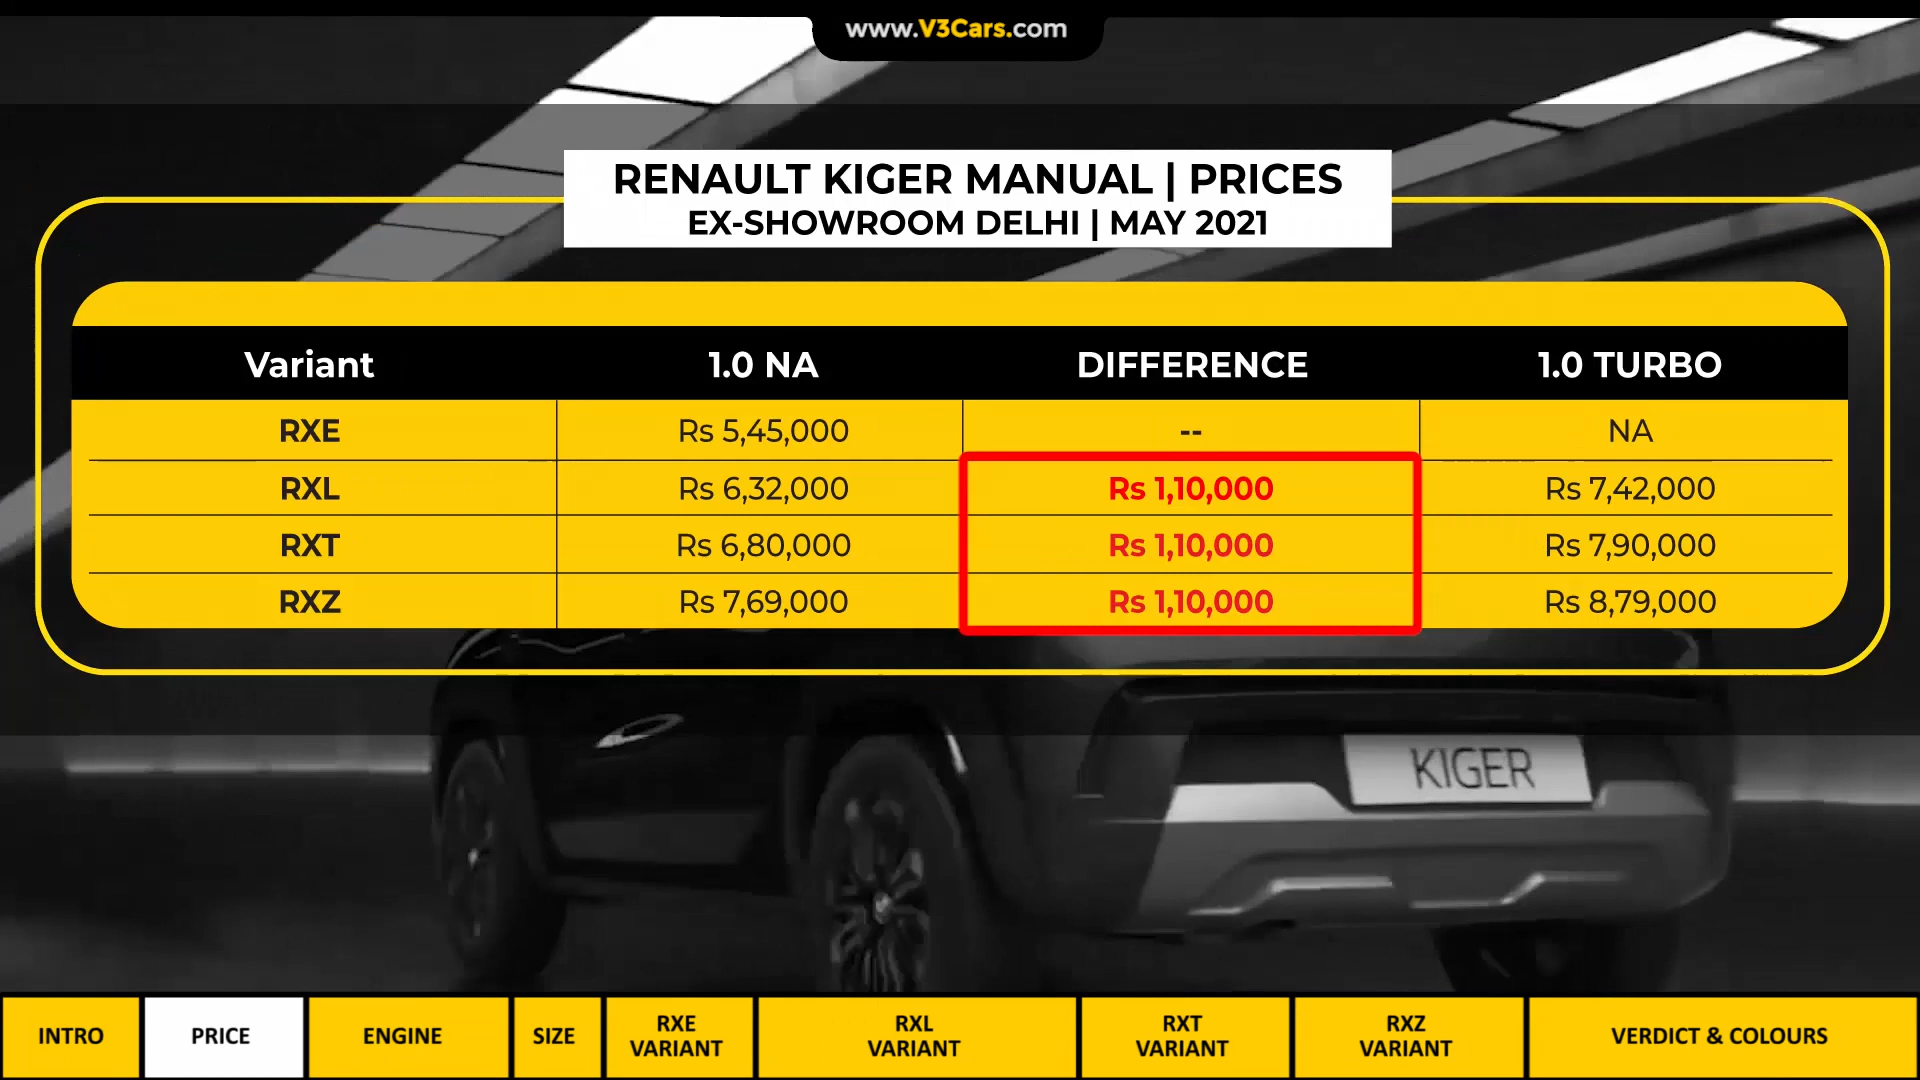 www.V3Cars.com
RENAULT KIGER MANUAL | PRICES
EX-SHOWROOM DELHI | MAY 2021
Variant 1.0 NA DIFFERENCE 1.0 TURBO
RXE Rs 5,45,000 -- NA
RXL Rs 6,32,000 Rs 1,10,000 Rs 7,42,000
RXT Rs 6,80,000 Rs 1,10,000 Rs 7,90,000
RXZ Rs 7,69,000 Rs 1,10,000 Rs 8,79,000
KIGER
INTRO
PRICE
ENGINE
SIZE
RXE
VARIANT
RXL
VARIANT
RXT
VARIANT
RXZ
VARIANT
VERDICT & COLOURS